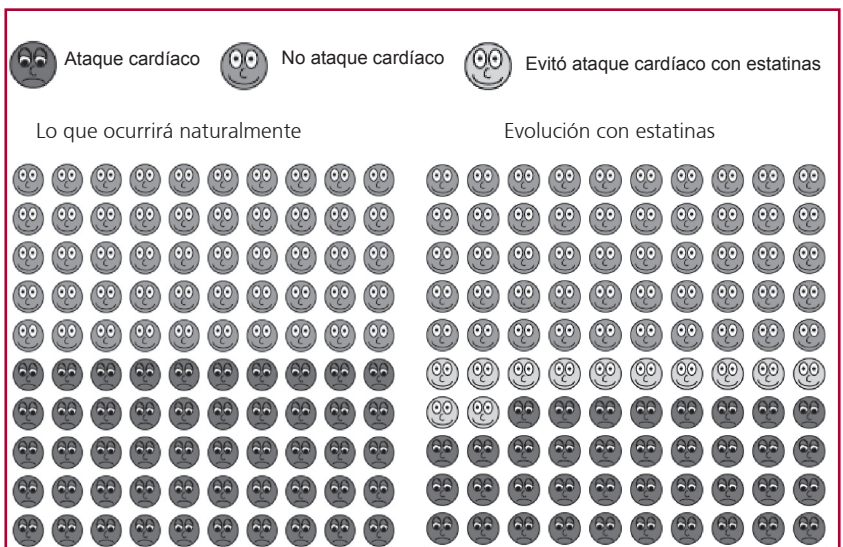 Ataque cardíaco
No ataque cardíaco
Evitó ataque cardíaco con estatinas
Lo que ocurrirá naturalmente
Evolución con estatinas